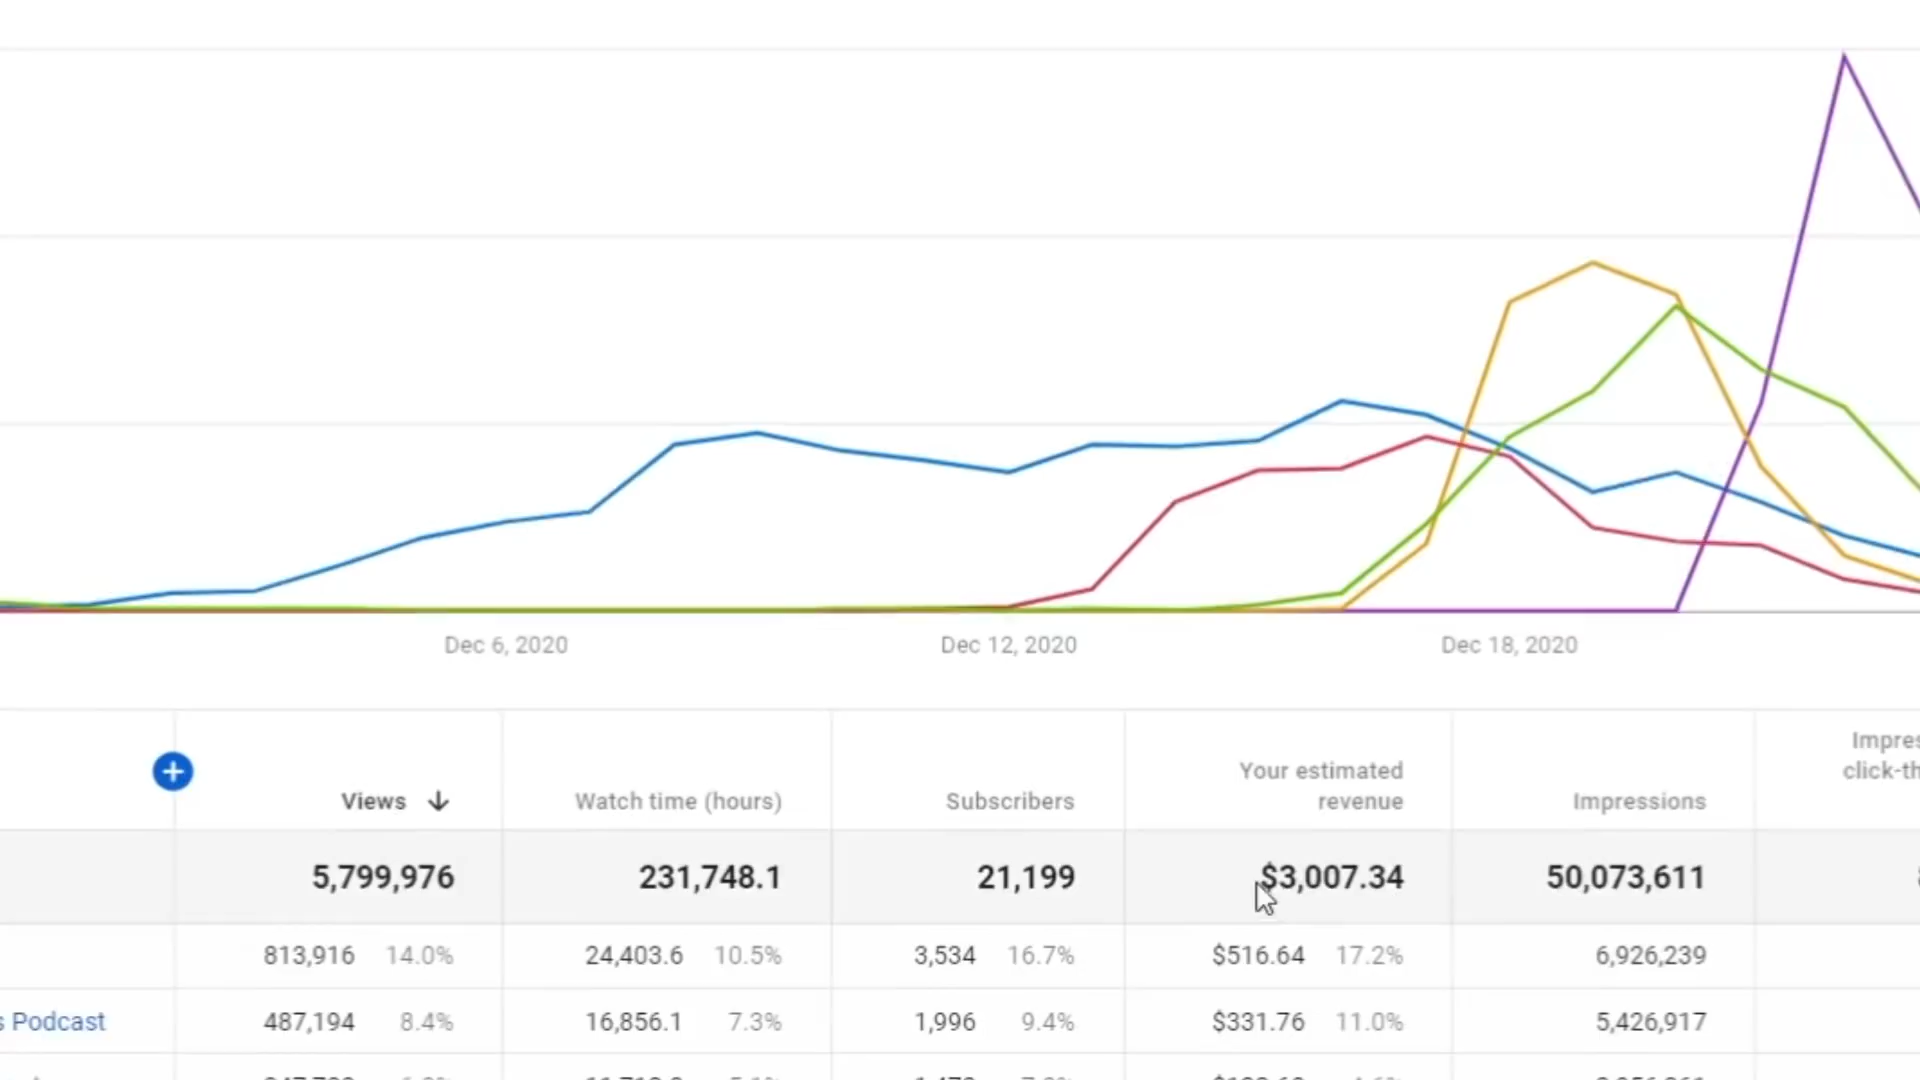 Dec 6, 2020 Dec 12, 2020 Dec 18, 2020
Views Watch time (hours) Subscribers Your estimated revenue Impressions
5,799,976 231,748.1 21,199 $3,007.34 50,073,611
813,916 14.0% 24,403.6 10.5% 3,534 16.7% $516.64 17.2% 6,926,239
Podcast 487,194 8.4% 16,856.1 7.3% 1,996 9.4% $331.76 11.0% 5,426,917